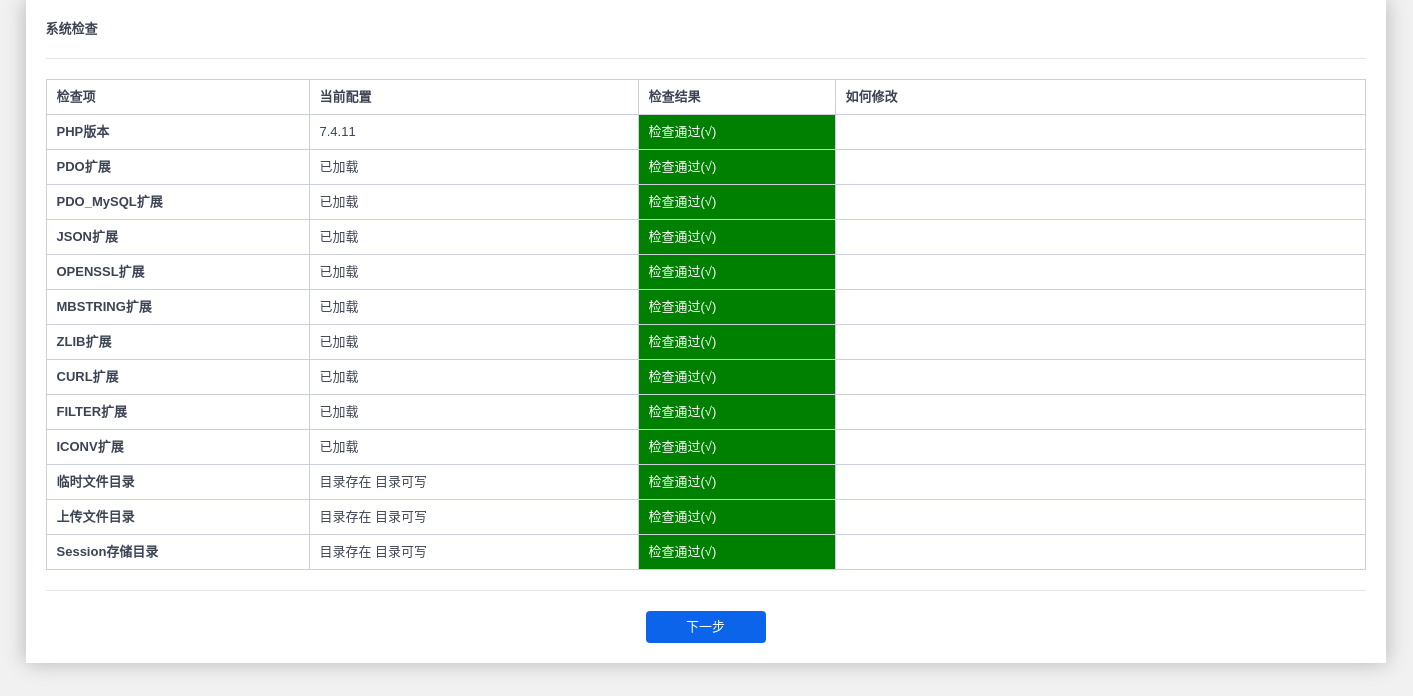 系统检查
检查项 当前配置 检查结果 如何修改
PHP版本 7.4.11 检查通过(√)
PDO扩展 已加载 检查通过(√)
PDO_MySQL扩展 已加载 检查通过(√)
JSON扩展 已加载 检查通过(√)
OPENSSL扩展 已加载 检查通过(√)
MBSTRING扩展 已加载 检查通过(√)
ZLIB扩展 已加载 检查通过(√)
CURL扩展 已加载 检查通过(√)
FILTER扩展 已加载 检查通过(√)
ICONV扩展 已加载 检查通过(√)
临时文件目录 目录存在 目录可写 检查通过(√)
上传文件目录 目录存在 目录可写 检查通过(√)
Session存储目录 目录存在 目录可写 检查通过(√)
下一步